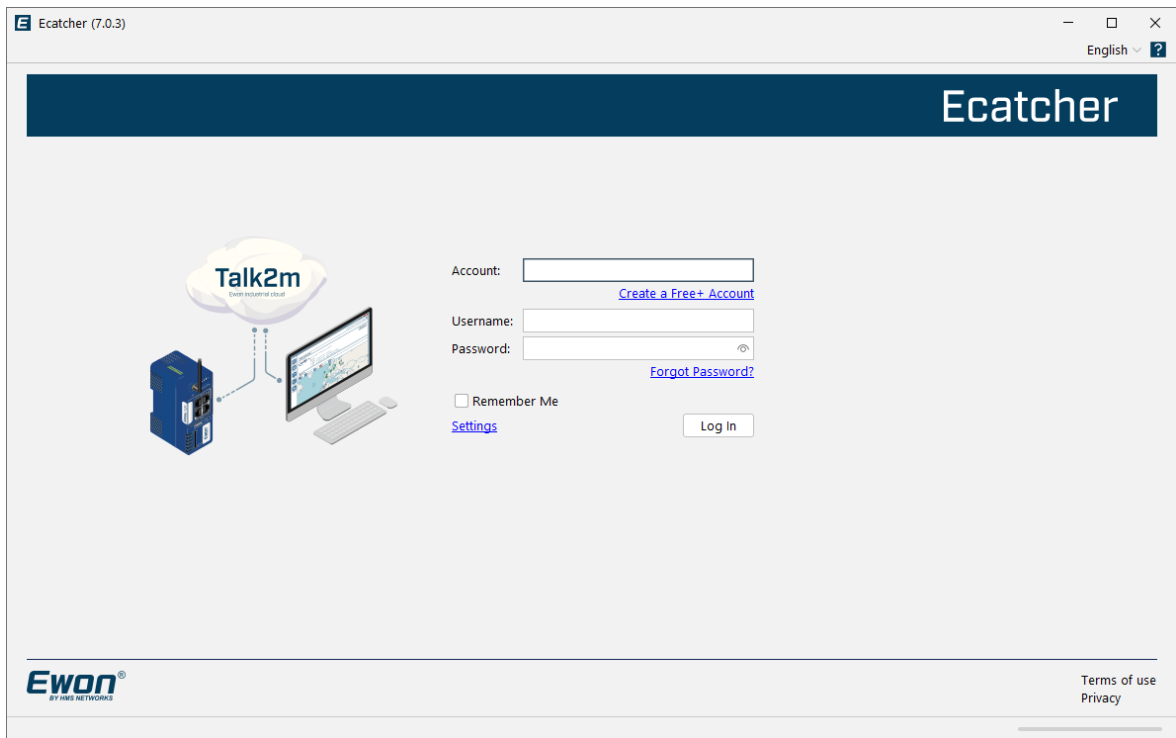 Ecatcher (7.0.3)
English
?
Ecatcher
Talk2m
Ewon industrial cloud
Account:
Create a Free+ Account
Username:
Password:
Forgot Password?
Remember Me
Settings
Log In
Ewon®
BY HMS NETWORKS
Terms of use
Privacy